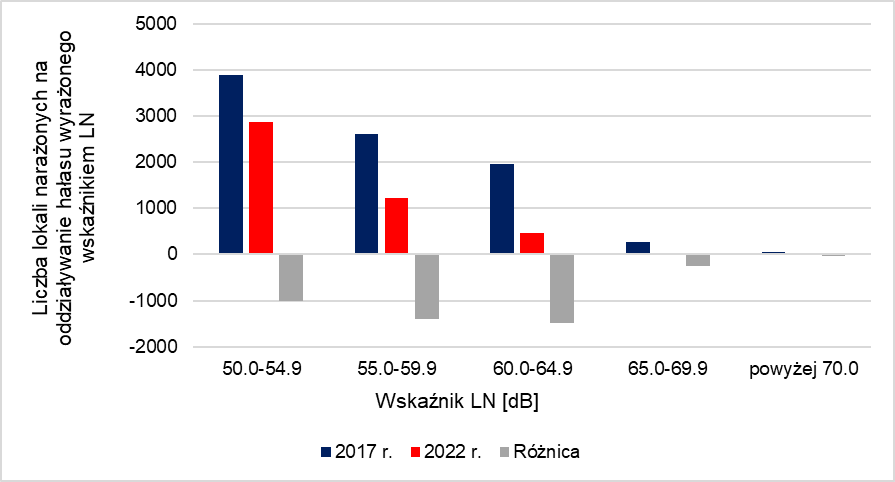 Liczba lokali narażonych na
oddziaływanie hałasu wyrażonego
wskaźnikiem LN
5000
4000
3000
2000
1000
0
-1000
-2000
50.0-54.9
55.0-59.9
60.0-64.9
65.0-69.9
powyżej 70.0
Wskaźnik LN [dB]
2017 r.
2022 r.
Różnica